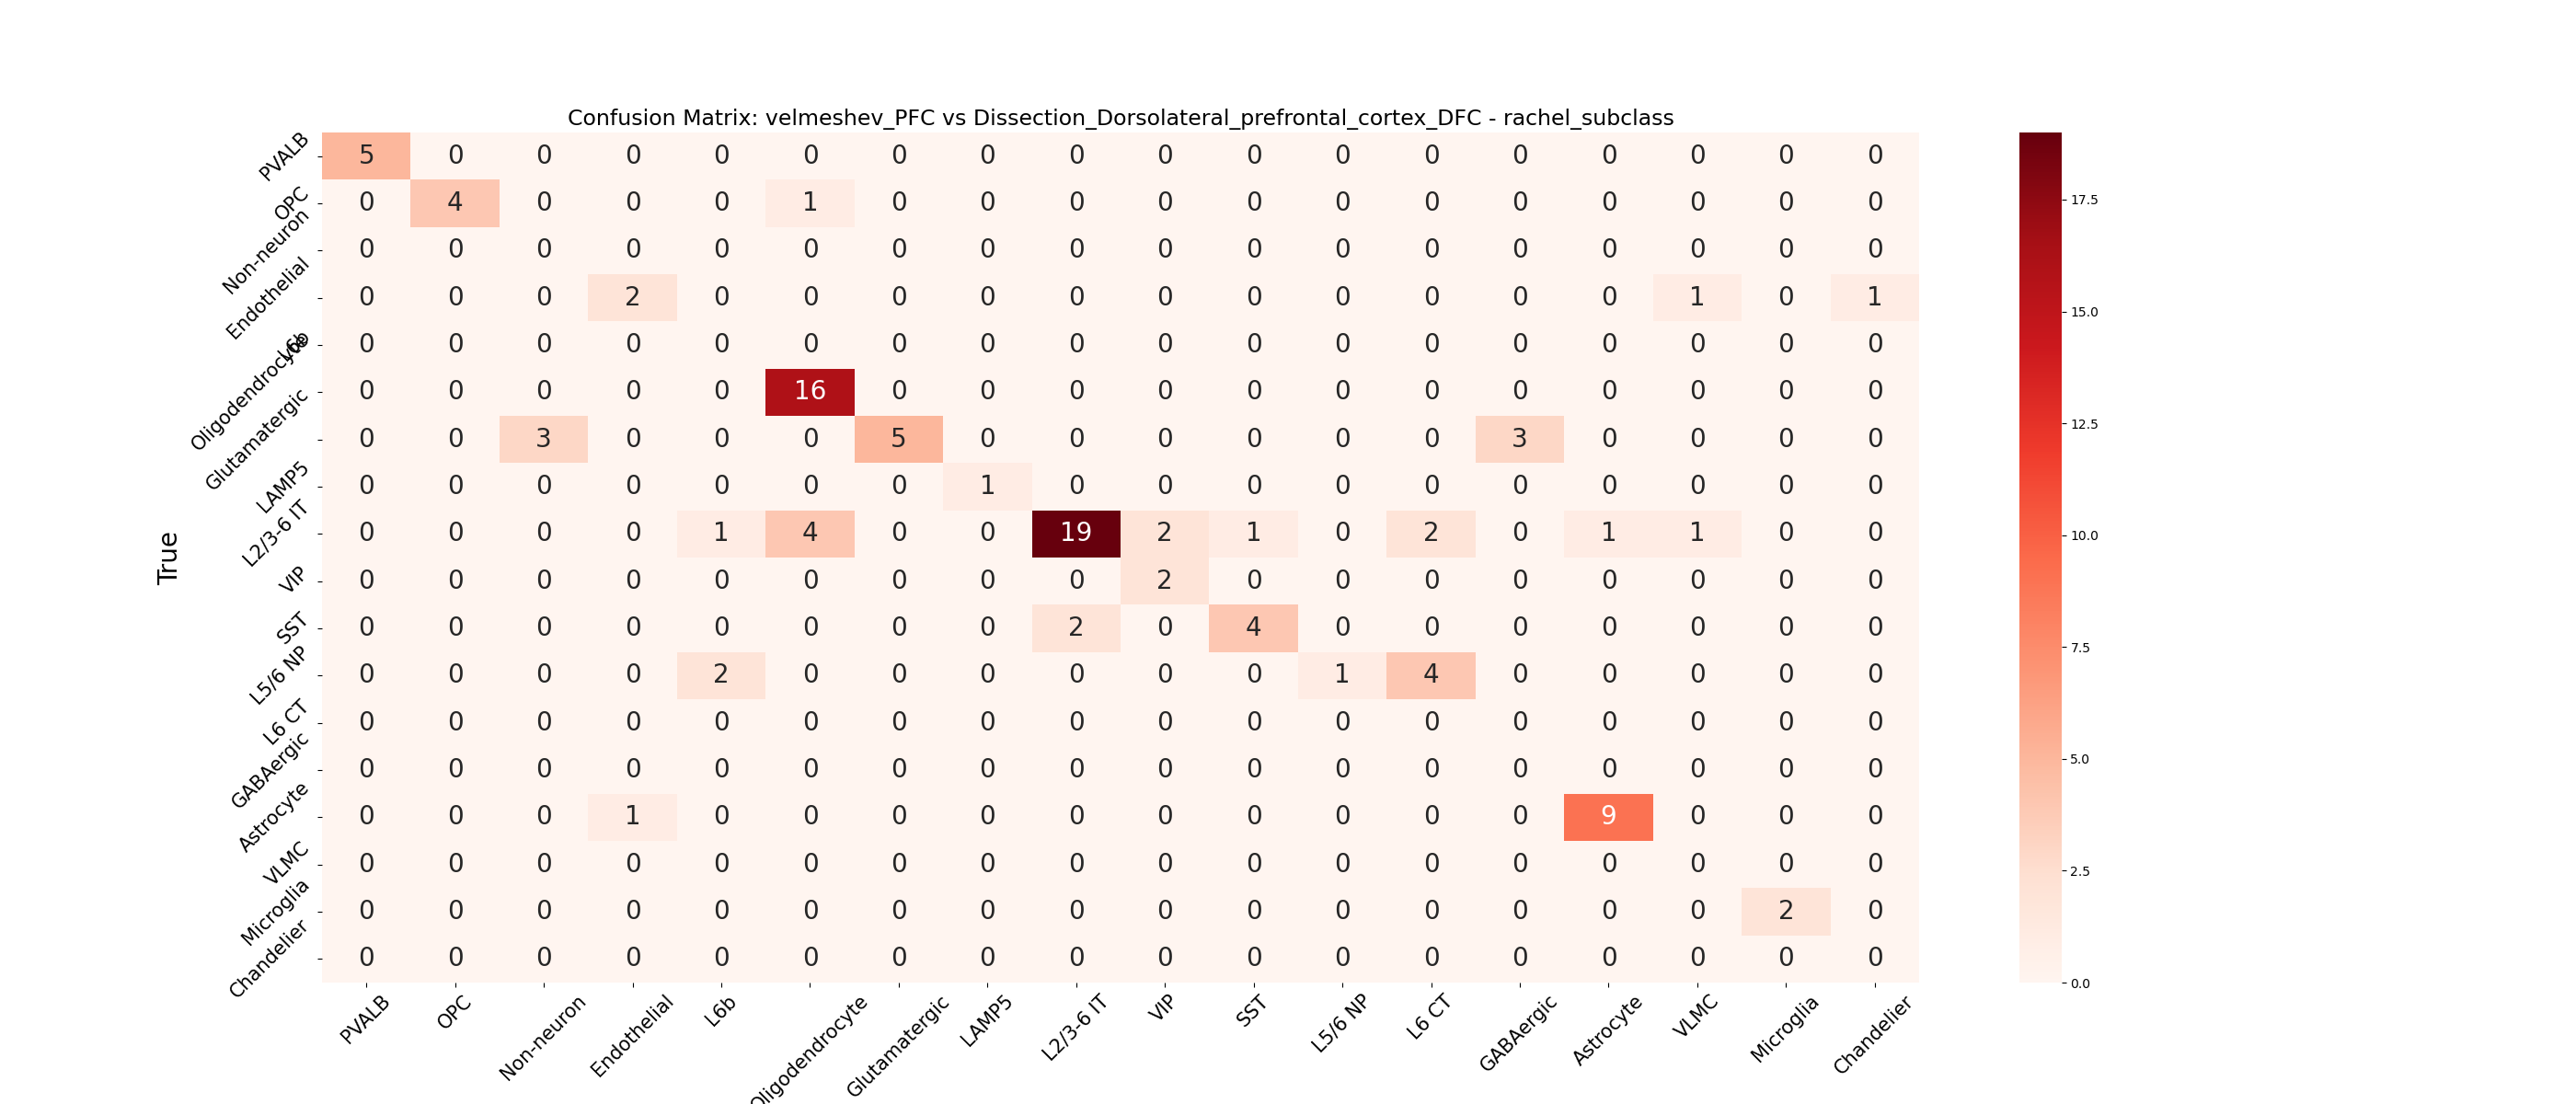 Confusion Matrix: velmeshev_PFC vs Dissection_Dorsolateral_prefrontal_cortex_DFC - rachel_subclass
True
PVALB 5 0 0 0 0 0 0 0 0 0 0 0 0 0 0 0 0 0
OPC 0 4 0 0 0 1 0 0 0 0 0 0 0 0 0 0 0 0
Non-neuron 0 0 0 0 0 0 0 0 0 0 0 0 0 0 0 0 0 0
Endothelial 0 0 0 2 0 0 0 0 0 0 0 0 0 0 0 1 0 1
L6b 0 0 0 0 0 0 0 0 0 0 0 0 0 0 0 0 0 0
Oligodendrocyte 0 0 0 0 0 16 0 0 0 0 0 0 0 0 0 0 0 0
Glutamatergic 0 0 3 0 0 0 5 0 0 0 0 0 0 3 0 0 0 0
LAMP5 0 0 0 0 0 0 0 1 0 0 0 0 0 0 0 0 0 0
L2/3-6 IT 0 0 0 0 1 4 0 0 19 2 1 0 2 0 1 1 0 0
VIP 0 0 0 0 0 0 0 0 0 2 0 0 0 0 0 0 0 0
SST 0 0 0 0 0 0 0 0 2 0 4 0 0 0 0 0 0 0
L5/6 NP 0 0 0 0 2 0 0 0 0 0 0 1 4 0 0 0 0 0
L6 CT 0 0 0 0 0 0 0 0 0 0 0 0 0 0 0 0 0 0
GABAergic 0 0 0 0 0 0 0 0 0 0 0 0 0 0 0 0 0 0
Astrocyte 0 0 0 1 0 0 0 0 0 0 0 0 0 0 9 0 0 0
VLMC 0 0 0 0 0 0 0 0 0 0 0 0 0 0 0 0 0 0
Microglia 0 0 0 0 0 0 0 0 0 0 0 0 0 0 0 0 2 0
Chandelier 0 0 0 0 0 0 0 0 0 0 0 0 0 0 0 0 0 0
PVALB OPC Non-neuron Endothelial L6b Oligodendrocyte Glutamatergic LAMP5 L2/3-6 IT VIP SST L5/6 NP L6 CT GABAergic Astrocyte VLMC Microglia Chandelier
17.5
15.0
12.5
10.0
7.5
5.0
2.5
0.0